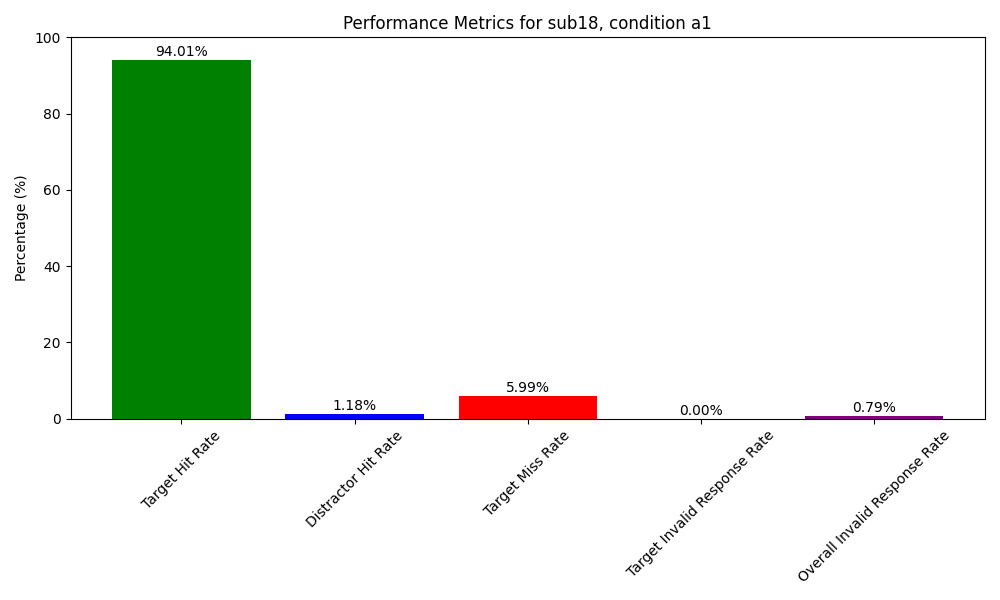 Performance Metrics for sub18, condition a1
Percentage (%)
100
80
60
40
20
0
94.01%
1.18%
5.99%
0.00%
0.79%
Target Hit Rate
Distractor Hit Rate
Target Miss Rate
Target Invalid Response Rate
Overall Invalid Response Rate